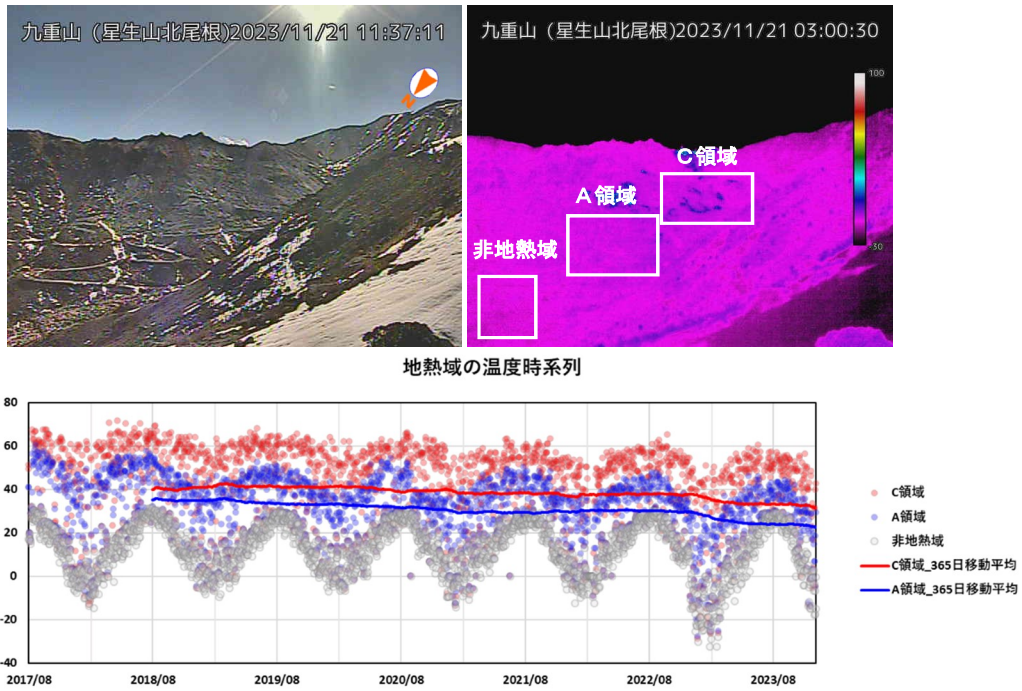 九重山（星生山北尾根)2023/11/21 11:37:11
N
九重山（星生山北尾根)2023/11/21 03:00:30
100
-30
C領域
A領域
非地熱域
地熱域の温度時系列
80
60
40
20
0
-20
-40
2017/08
2018/08
2019/08
2020/08
2021/08
2022/08
2023/08
C領域
A領域
非地熱域
C領域_365日移動平均
A領域_365日移動平均